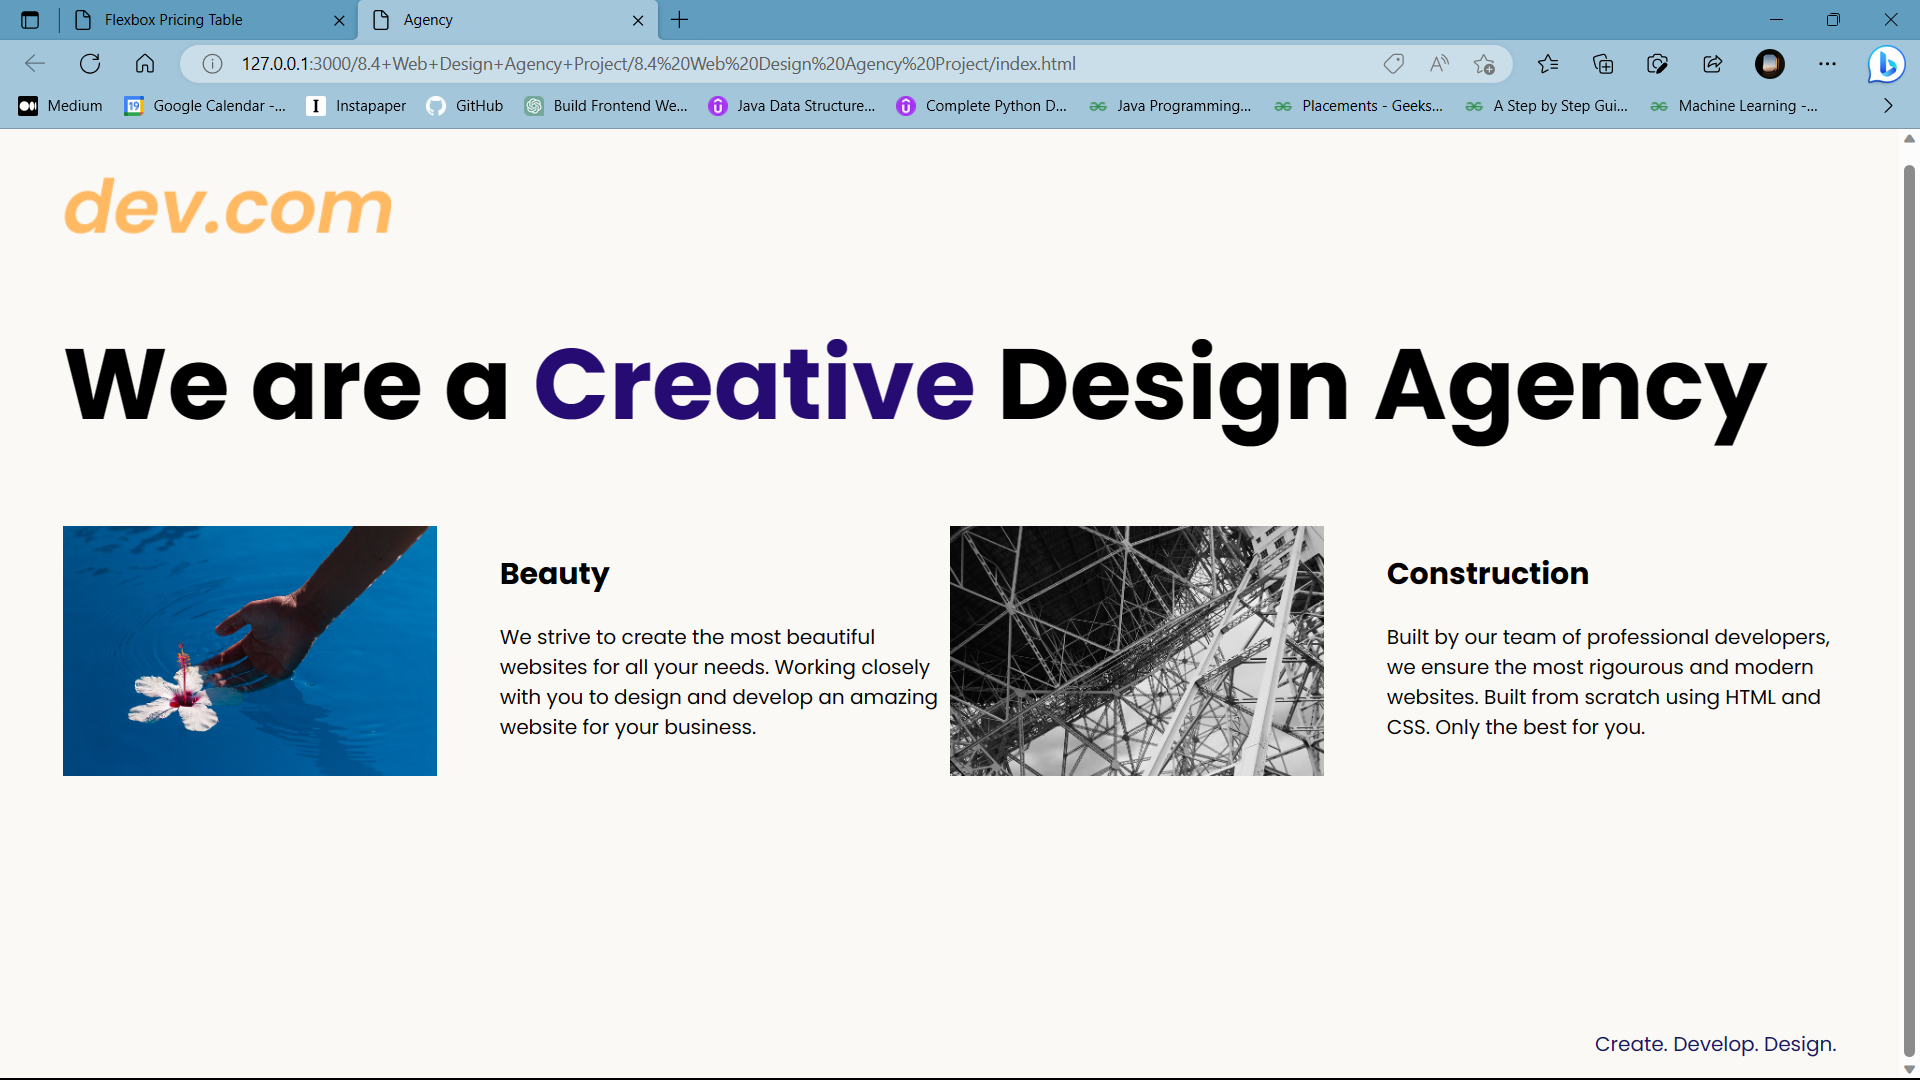 Flexbox Pricing Table
Agency
127.0.0.1:3000/8.4+Web+Design+Agency+Project/8.4%20Web%20Design%20Agency%20Project/index.html
Medium
19
Google Calendar -...
I
Instapaper
GitHub
Build Frontend We...
Java Data Structure...
Complete Python D...
Java Programming...
Placements - Geeks...
A Step by Step Gui...
Machine Learning -...
dev.com
We are a Creative Design Agency
Beauty
We strive to create the most beautiful
websites for all your needs. Working closely
with you to design and develop an amazing
website for your business.
Construction
Built by our team of professional developers,
we ensure the most rigourous and modern
websites. Built from scratch using HTML and
CSS. Only the best for you.
Create. Develop. Design.